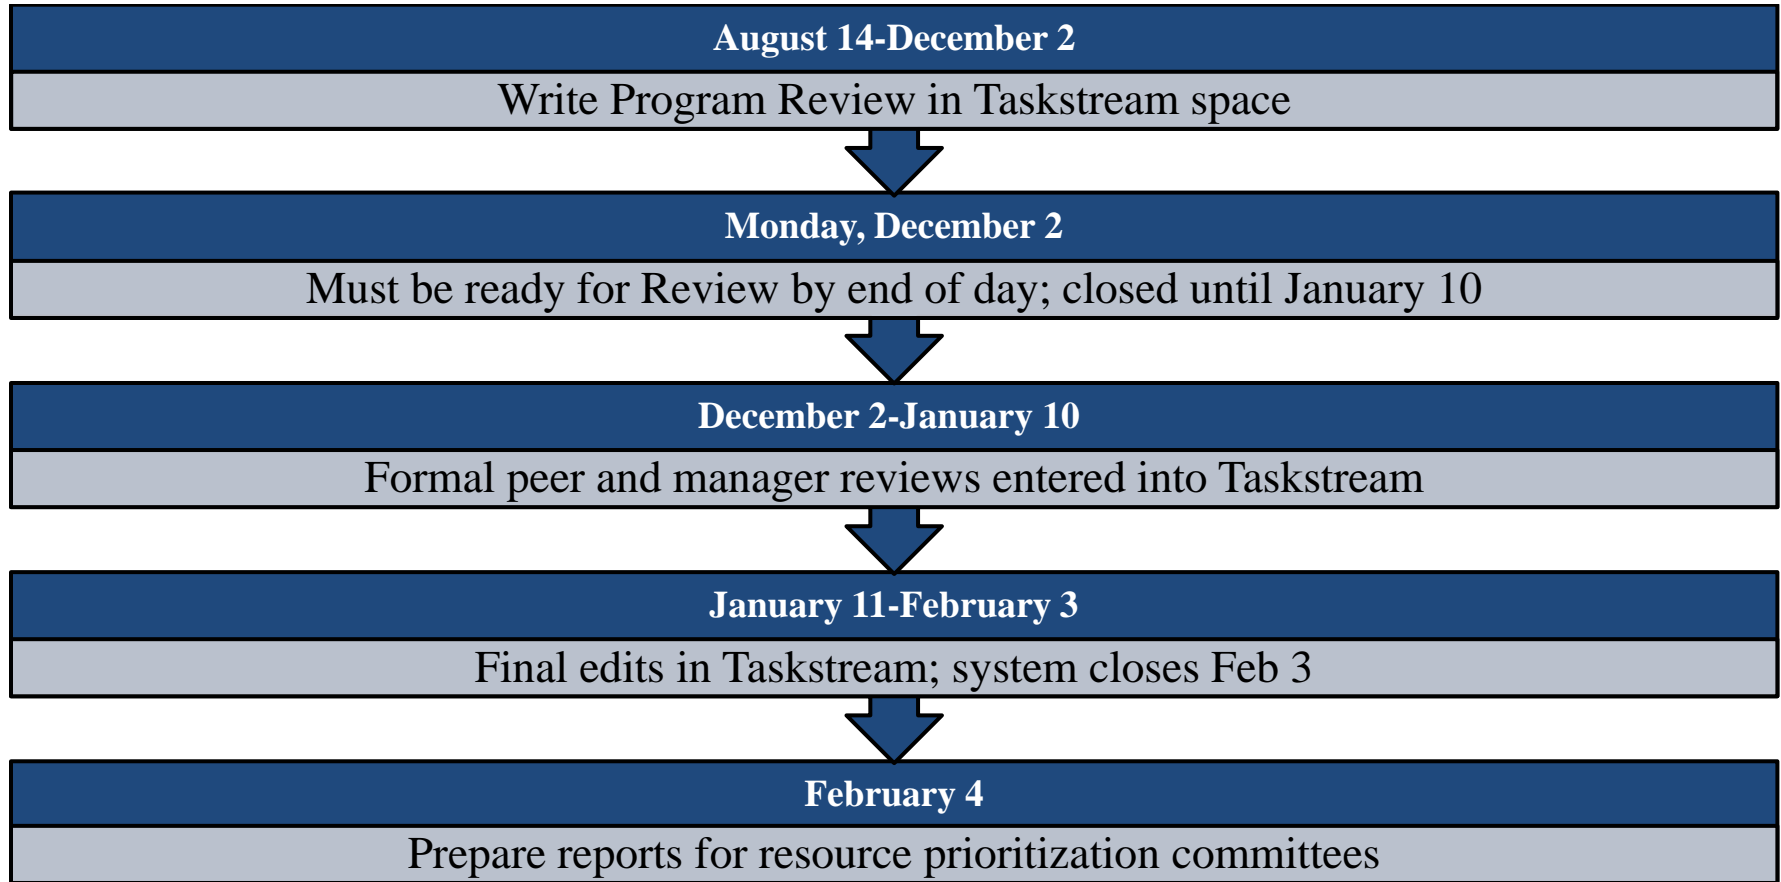 August 14-December 2
Write Program Review in Taskstream space
Monday, December 2
Must be ready for Review by end of day; closed until January 10
December 2-January 10
Formal peer and manager reviews entered into Taskstream
January 11-February 3
Final edits in Taskstream; system closes Feb 3
February 4
Prepare reports for resource prioritization committees